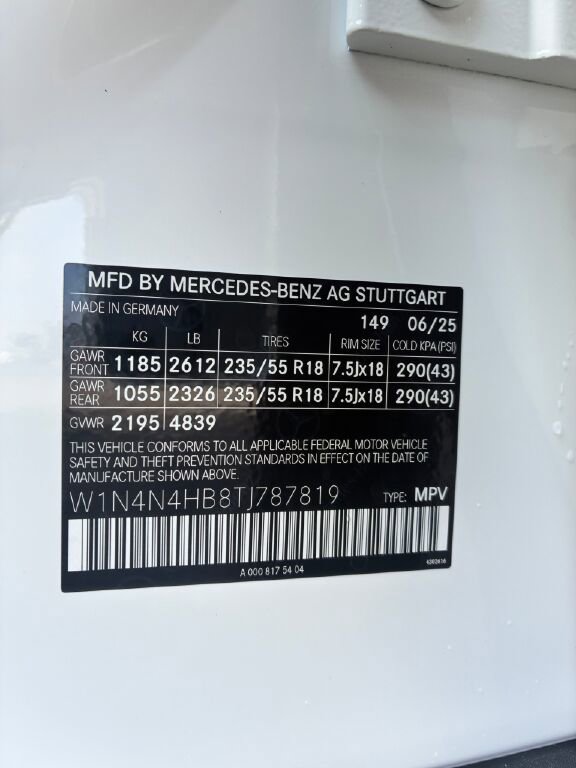 MFD BY MERCEDES-BENZ AG STUTTGART
MADE IN GERMANY 149 06/25
KG LB TIRES RIM SIZE COLD KPA (PSI)
GAWR FRONT 1185 2612 235/55 R18 7.5Jx18 290(43)
GAWR REAR 1055 2326 235/55 R18 7.5Jx18 290(43)
GVWR 2195 4839
THIS VEHICLE CONFORMS TO ALL APPLICABLE FEDERAL MOTOR VEHICLE
SAFETY AND THEFT PREVENTION STANDARDS IN EFFECT ON THE DATE OF
MANUFACTURE SHOWN ABOVE.
W1N4N4HB8TJ787819 TYPE: MPV
A 000 817 54 04